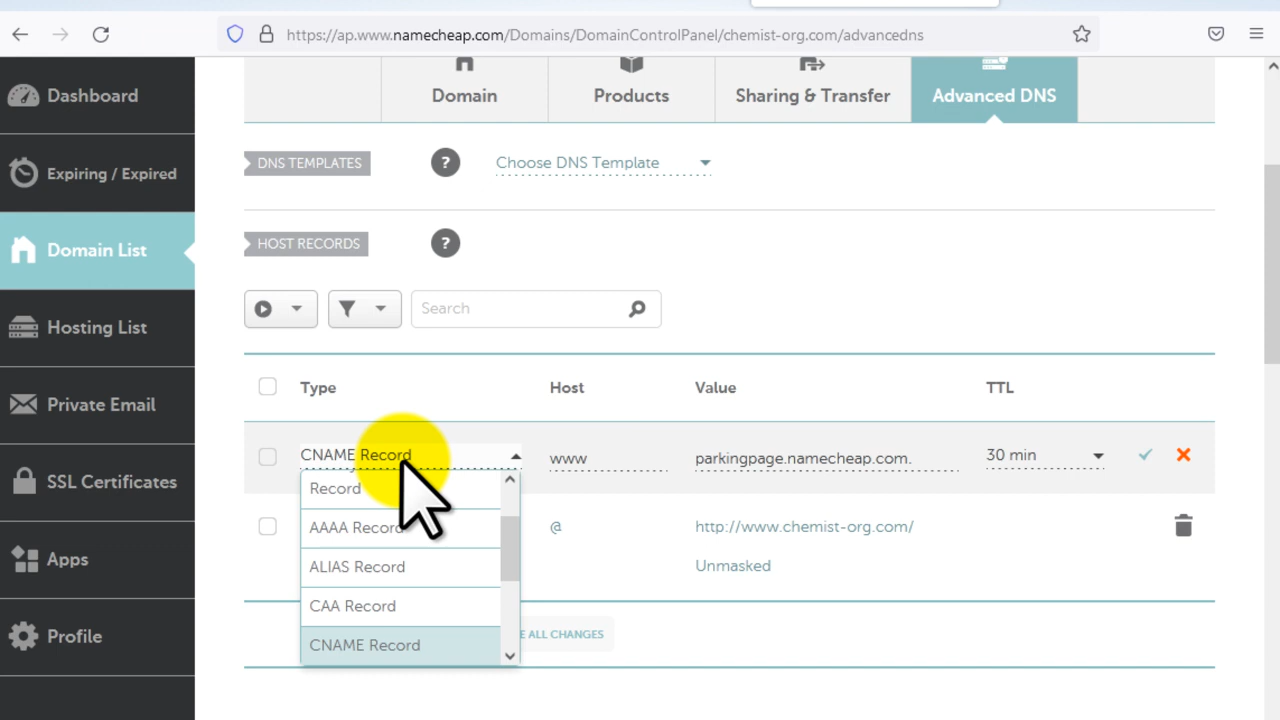 https://ap.www.namecheap.com/Domains/DomainControlPanel/chemist-org.com/advancedns
Dashboard
Expiring / Expired
Domain List
Hosting List
Private Email
SSL Certificates
Apps
Profile
Domain
Products
Sharing & Transfer
Advanced DNS
DNS TEMPLATES
?
Choose DNS Template
HOST RECORDS
?
Search
Type Host Value TTL
CNAME Record www parkingpage.namecheap.com. 30 min
Record
AAAA Record
ALIAS Record
CAA Record
CNAME Record
@ http://www.chemist-org.com/
Unmasked
ALL CHANGES